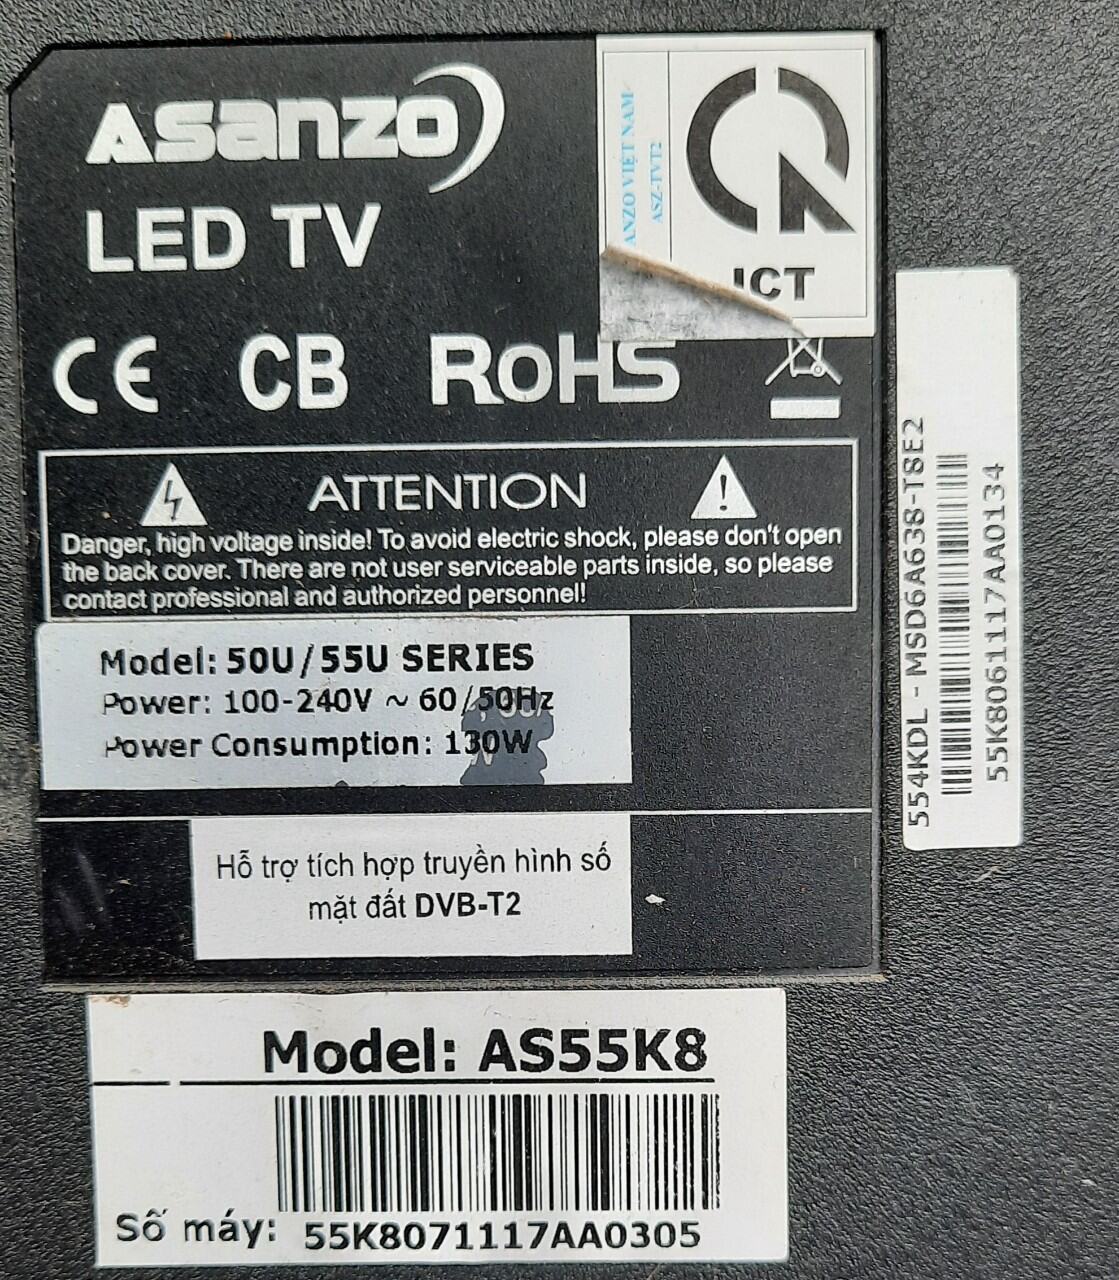 Asanzo
LED TV
ANZO VIỆT NAM
ASZ-TVT2
ICT
CE CB RoHS
ATTENTION
Danger, high voltage inside! To avoid electric shock, please don't open
the back cover. There are not user serviceable parts inside, so please
contact professional and authorized personnel!
Model: 50U/55U SERIES
Power: 100-240V ~ 60/50Hz
Power Consumption: 130W
Hỗ trợ tích hợp truyền hình số
mặt đất DVB-T2
554KDL - MSD6A638-T8E2
55K8061117AA0134
Model: AS55K8
Số máy: 55K8071117AA0305